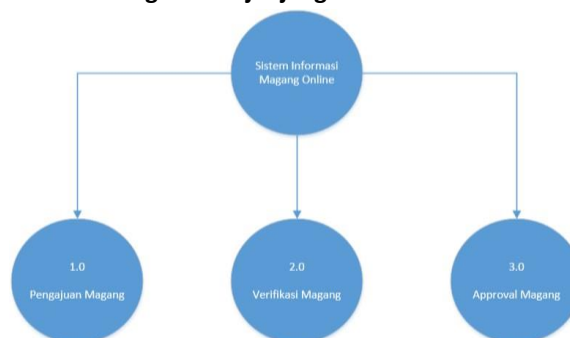 Sistem Informasi
Magang Online
1.0
Pengajuan Magang
2.0
Verifikasi Magang
3.0
Approval Magang